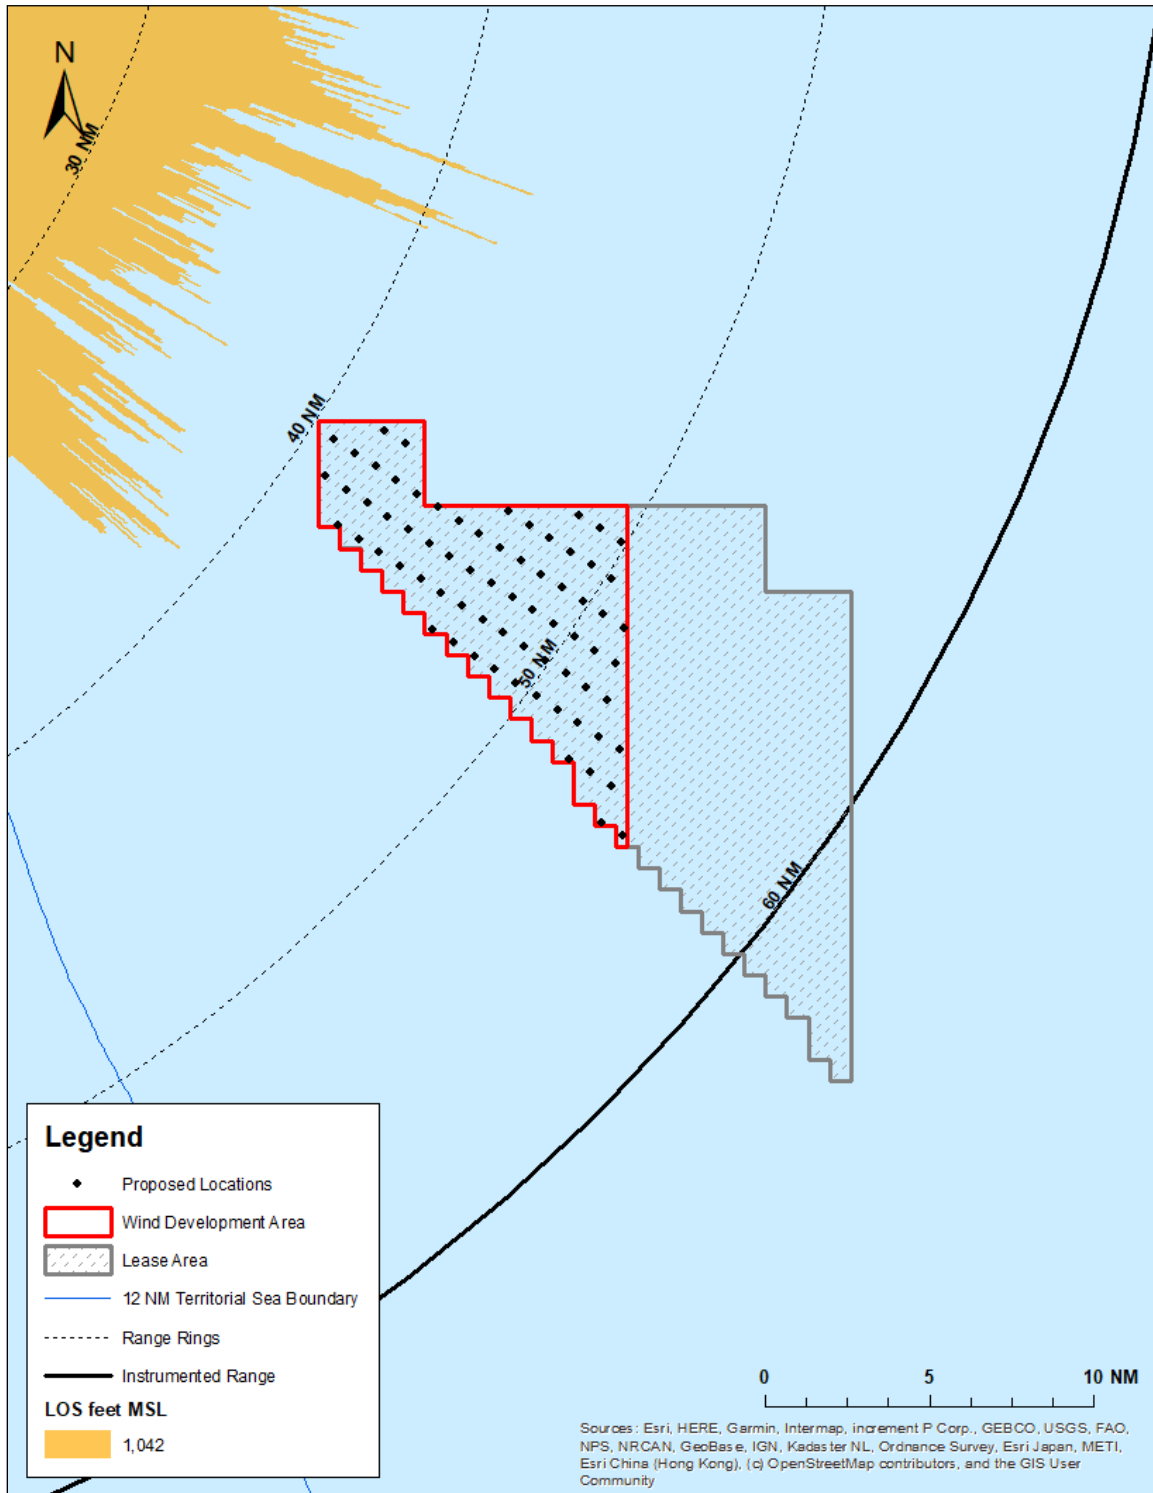 N
30 NM
40 NM
50 NM
60 NM
Legend
Proposed Locations
Wind Development Area
Lease Area
12 NM Territorial Sea Boundary
Range Rings
Instrumented Range
LOS feet MSL
1,042
0 5 10 NM
Sources: Esri, HERE, Garmin, Intermap, increment P Corp., GEBCO, USGS, FAO,
NPS, NRCAN, GeoBase, IGN, Kadaster NL, Ordnance Survey, Esri Japan, METI,
Esri China (Hong Kong), (c) OpenStreetMap contributors, and the GIS User
Community